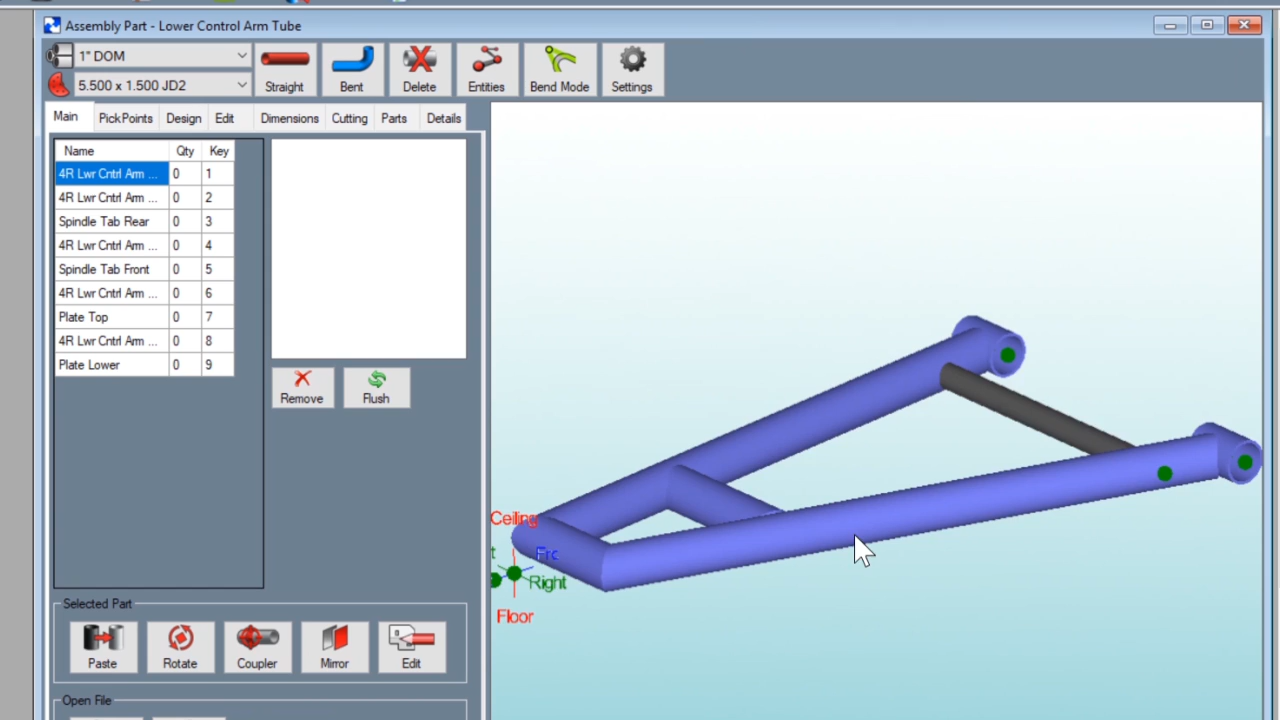 Assembly Part - Lower Control Arm Tube
1" DOM
5.500 x 1.500 JD2
Straight
Bent
Delete
Entities
Bend Mode
Settings
Main
PickPoints
Design
Edit
Dimensions
Cutting
Parts
Details
Name Qty Key
4R Lwr Cntrl Arm ... 0 1
4R Lwr Cntrl Arm ... 0 2
Spindle Tab Rear 0 3
4R Lwr Cntrl Arm ... 0 4
Spindle Tab Front 0 5
4R Lwr Cntrl Arm ... 0 6
Plate Top 0 7
4R Lwr Cntrl Arm ... 0 8
Plate Lower 0 9
Remove
Flush
Ceiling
t
Frc
Right
Floor
Selected Part
Paste
Rotate
Coupler
Mirror
Edit
Open File